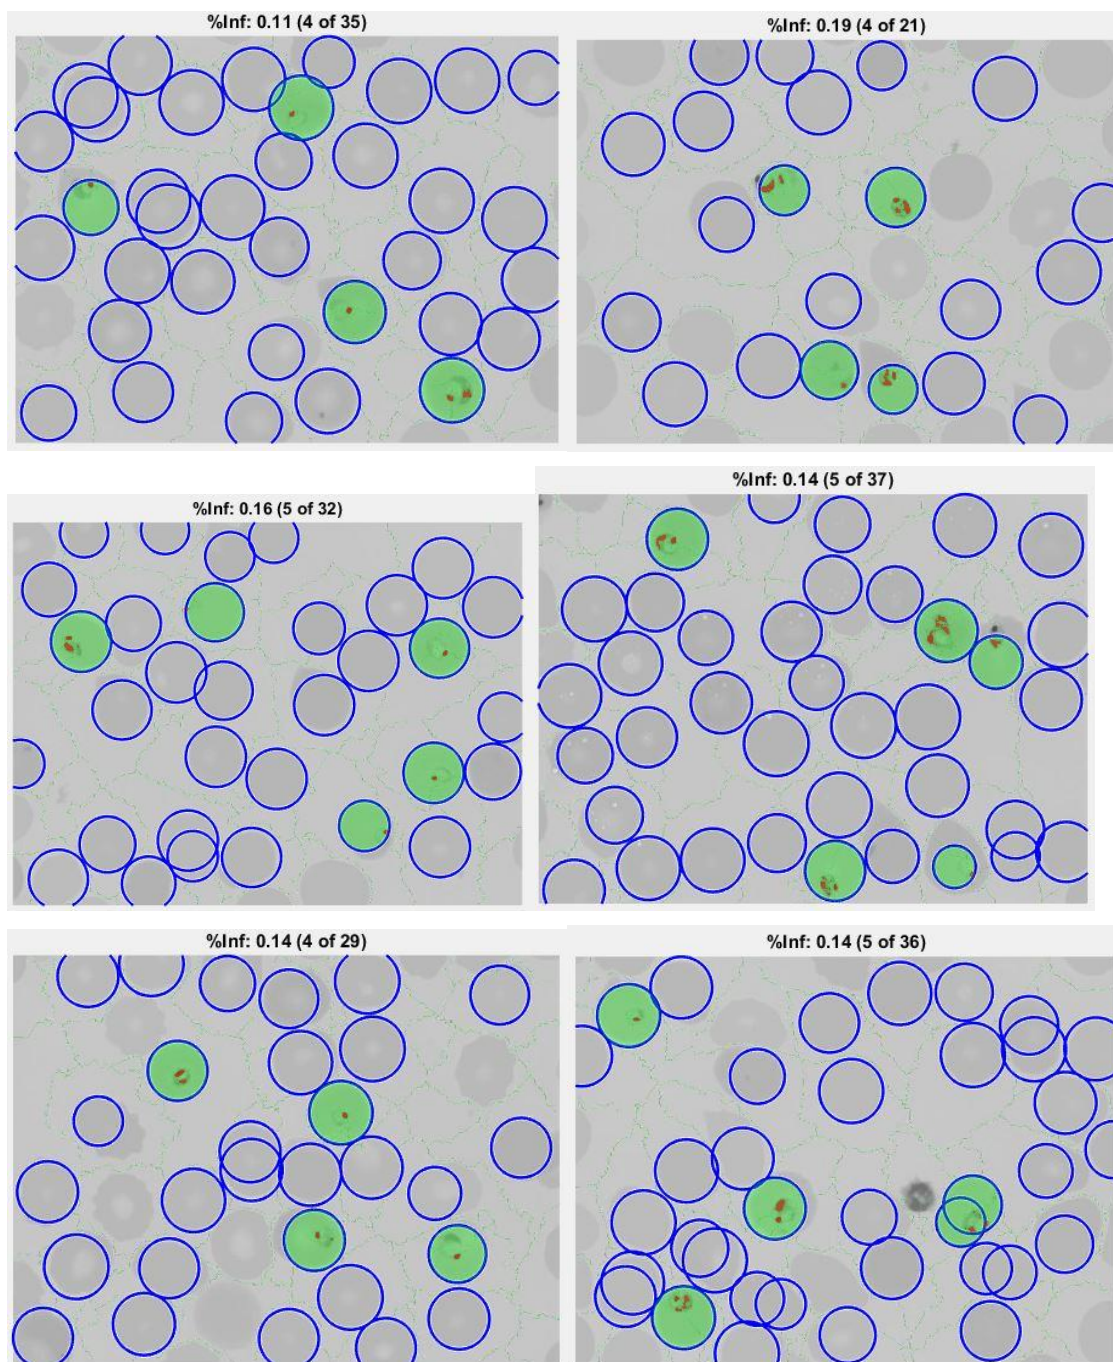 %Inf: 0.11 (4 of 35)
%Inf: 0.19 (4 of 21)
%Inf: 0.16 (5 of 32)
%Inf: 0.14 (5 of 37)
%Inf: 0.14 (4 of 29)
%Inf: 0.14 (5 of 36)